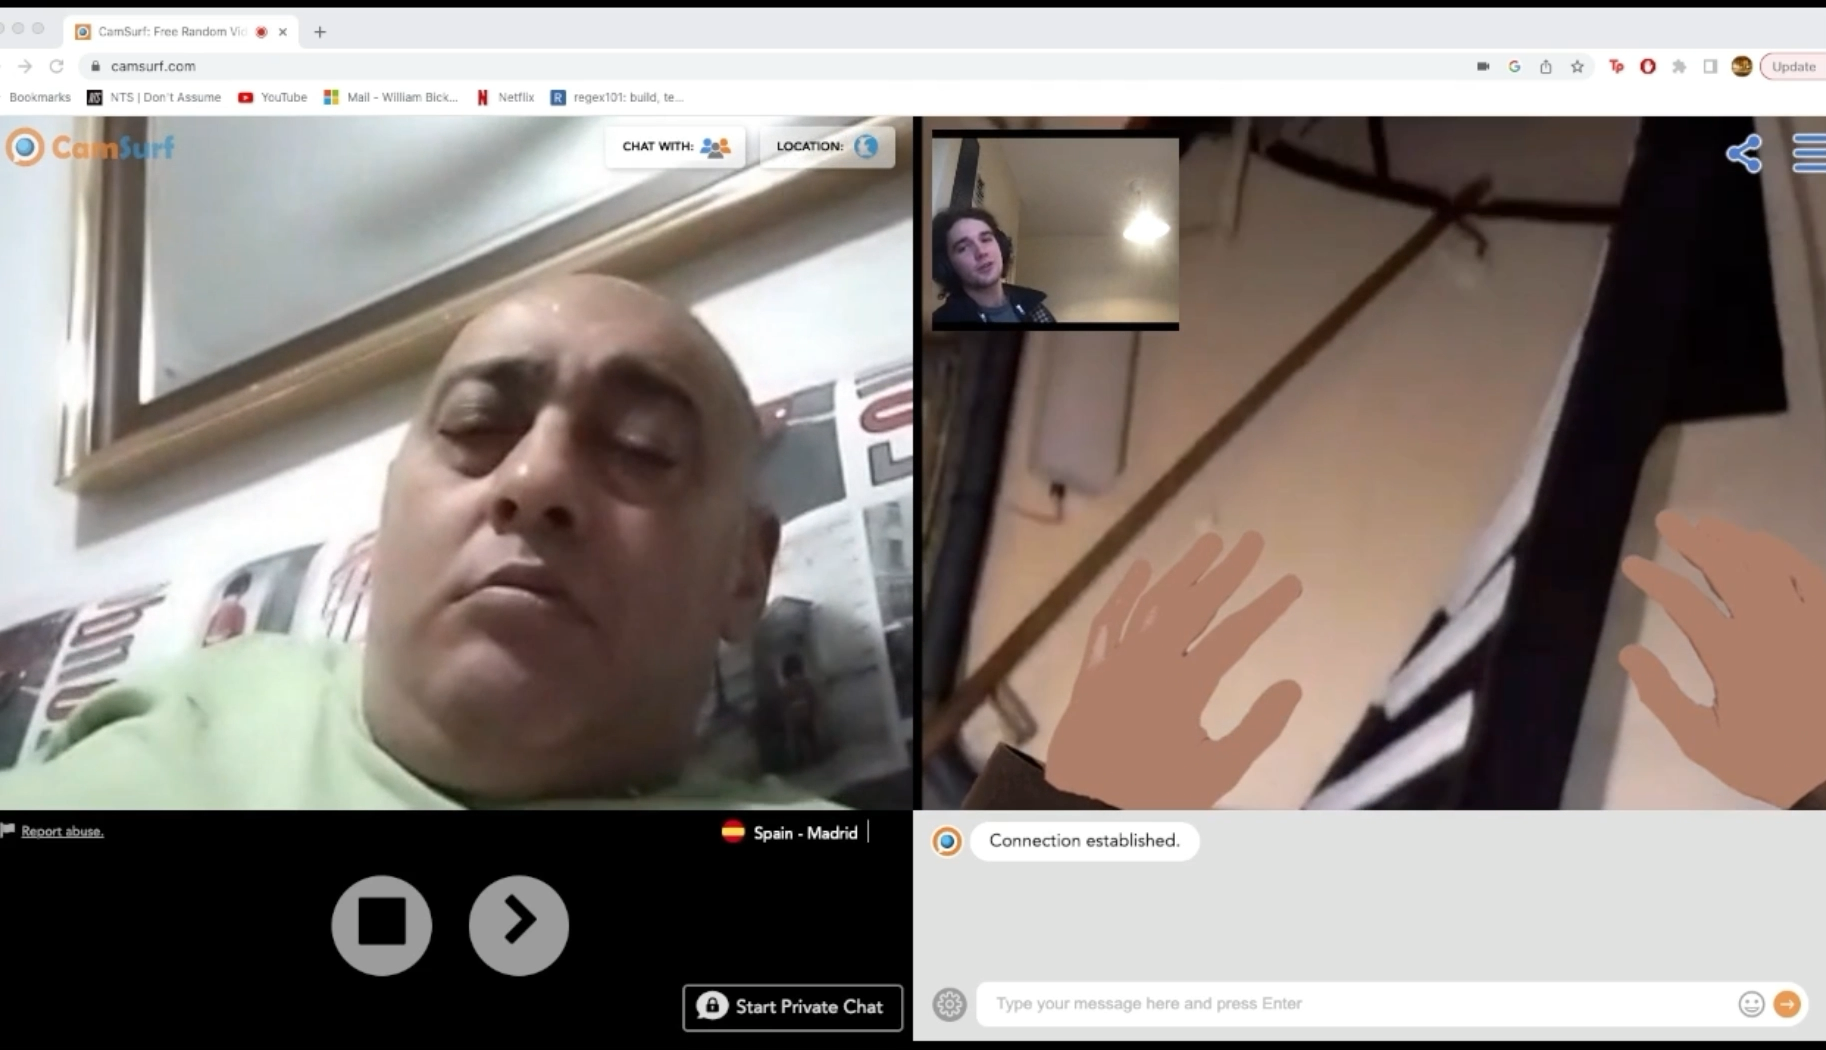 CamSurf: Free Random Vid
camsurf.com
Update
Bookmarks
NTS | Don't Assume
YouTube
Mail - William Bick...
Netflix
regex101: build, te...
CamSurf
CHAT WITH:
LOCATION:
Report abuse.
Spain - Madrid
Connection established.
Start Private Chat
Type your message here and press Enter